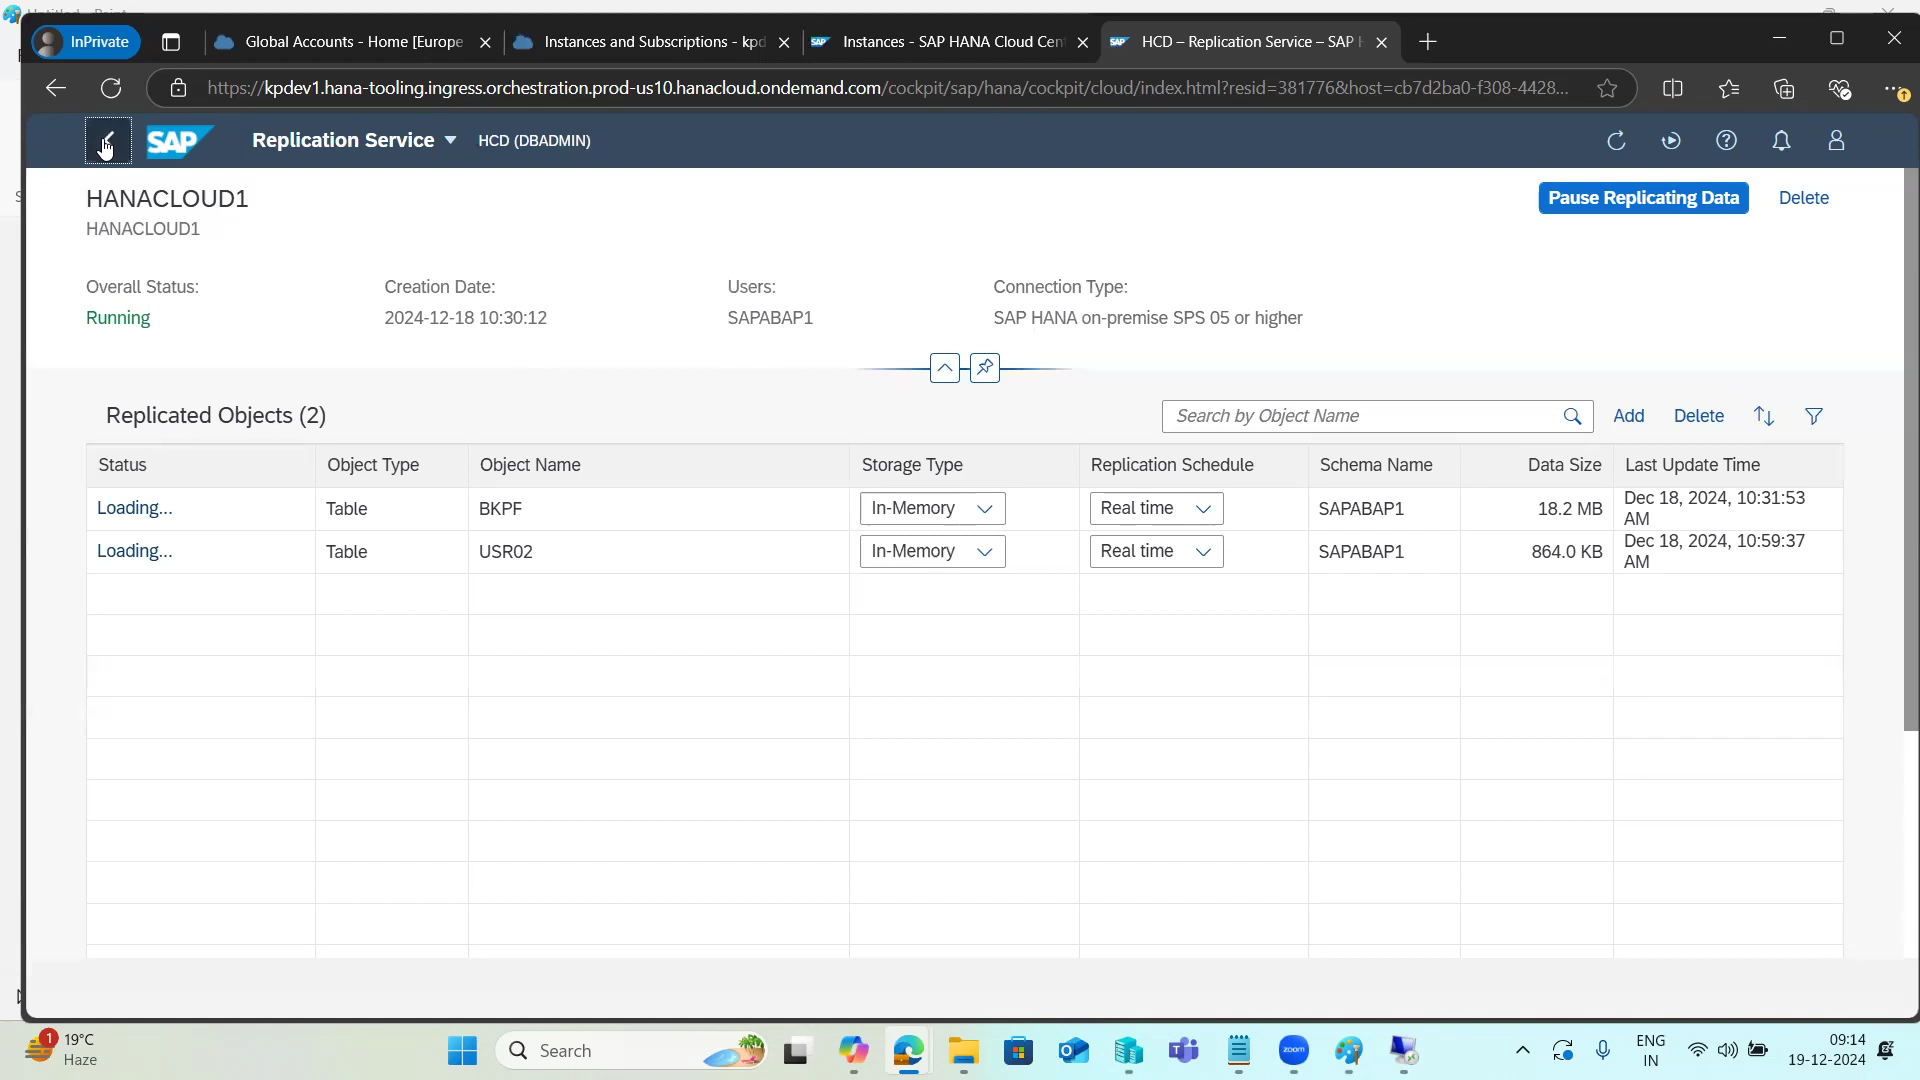 InPrivate
Global Accounts - Home [Europe
Instances and Subscriptions - kpd
Instances - SAP HANA Cloud Cent
HCD – Replication Service – SAP H
https://kpdev1.hana-tooling.ingress.orchestration.prod-us10.hanacloud.ondemand.com/cockpit/sap/hana/cockpit/cloud/index.html?resid=381776&host=cb7d2ba0-f308-4428...
SAP
Replication Service
HCD (DBADMIN)
HANACLOUD1
Pause Replicating Data
Delete
HANACLOUD1
Overall Status:
Creation Date:
Users:
Connection Type:
Running
2024-12-18 10:30:12
SAPABAP1
SAP HANA on-premise SPS 05 or higher
Replicated Objects (2)
Search by Object Name
Add
Delete
Status
Object Type
Object Name
Storage Type
Replication Schedule
Schema Name
Data Size
Last Update Time
Loading...
Table
BKPF
In-Memory
Real time
SAPABAP1
18.2 MB
Dec 18, 2024, 10:31:53
AM
Loading...
Table
USR02
In-Memory
Real time
SAPABAP1
864.0 KB
Dec 18, 2024, 10:59:37
AM
1
19°C
Haze
Search
zoom
ENG
IN
09:14
19-12-2024